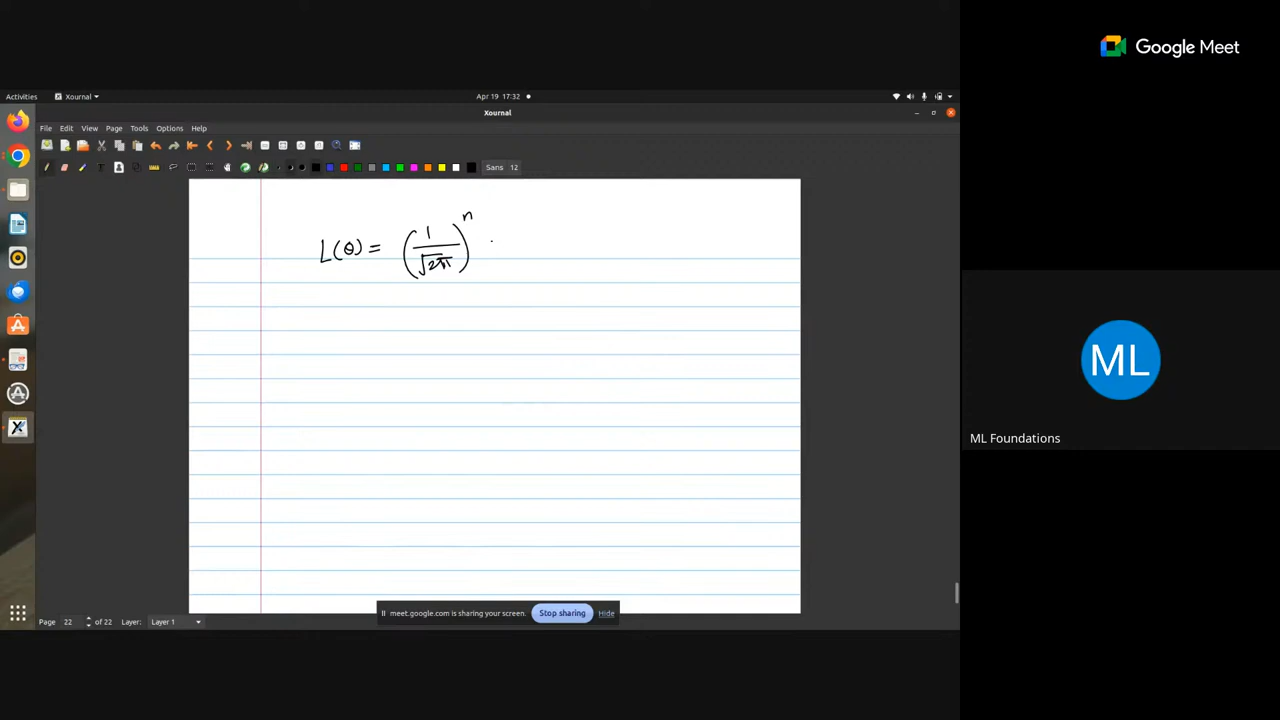 Google Meet
Activities Xournal Apr 19 17:32
Xournal
File Edit View Page Tools Options Help
Sans 12
L(θ) = (1/√2π)^n .
ML
ML Foundations
meet.google.com is sharing your screen. Stop sharing Hide
Page 22 of 22 Layer: Layer 1